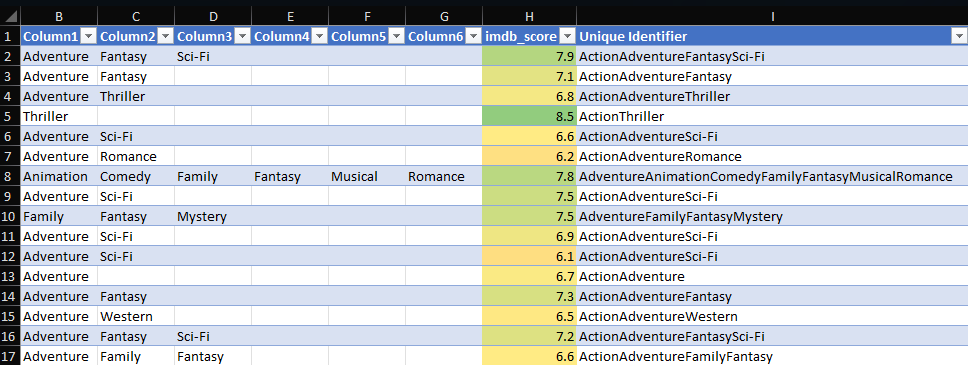 B C D E F G H I
1 Column1 Column2 Column3 Column4 Column5 Column6 imdb_score Unique Identifier
2 Adventure Fantasy Sci-Fi 7.9 ActionAdventureFantasySci-Fi
3 Adventure Fantasy 7.1 ActionAdventureFantasy
4 Adventure Thriller 6.8 ActionAdventureThriller
5 Thriller 8.5 ActionThriller
6 Adventure Sci-Fi 6.6 ActionAdventureSci-Fi
7 Adventure Romance 6.2 ActionAdventureRomance
8 Animation Comedy Family Fantasy Musical Romance 7.8 AdventureAnimationComedyFamilyFantasyMusicalRomance
9 Adventure Sci-Fi 7.5 ActionAdventureSci-Fi
10 Family Fantasy Mystery 7.5 AdventureFamilyFantasyMystery
11 Adventure Sci-Fi 6.9 ActionAdventureSci-Fi
12 Adventure Sci-Fi 6.1 ActionAdventureSci-Fi
13 Adventure 6.7 ActionAdventure
14 Adventure Fantasy 7.3 ActionAdventureFantasy
15 Adventure Western 6.5 ActionAdventureWestern
16 Adventure Fantasy Sci-Fi 7.2 ActionAdventureFantasySci-Fi
17 Adventure Family Fantasy 6.6 ActionAdventureFamilyFantasy